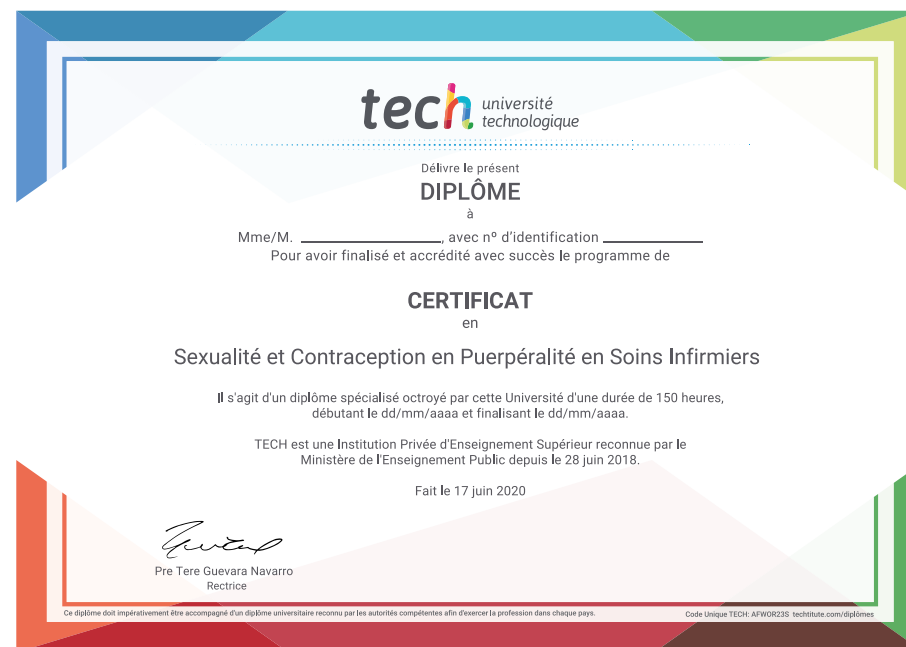 tech université
technologique
Délivre le présent
DIPLÔME
à
Mme/M. ____________, avec nº d'identification ____________
Pour avoir finalisé et accrédité avec succès le programme de
CERTIFICAT
en
Sexualité et Contraception en Puerpéralité en Soins Infirmiers
Il s'agit d'un diplôme spécialisé octroyé par cette Université d'une durée de 150 heures,
débutant le dd/mm/aaaa et finalisant le dd/mm/aaaa.
TECH est une Institution Privée d'Enseignement Supérieur reconnue par le
Ministère de l'Enseignement Public depuis le 28 juin 2018.
Fait le 17 juin 2020
Pre Tere Guevara Navarro
Rectrice
Ce diplôme doit impérativement être accompagné d'un diplôme universitaire reconnu par les autorités compétentes afin d'exercer la profession dans chaque pays.
Code Unique TECH: AFWOR23S techtitute.com/diplômes